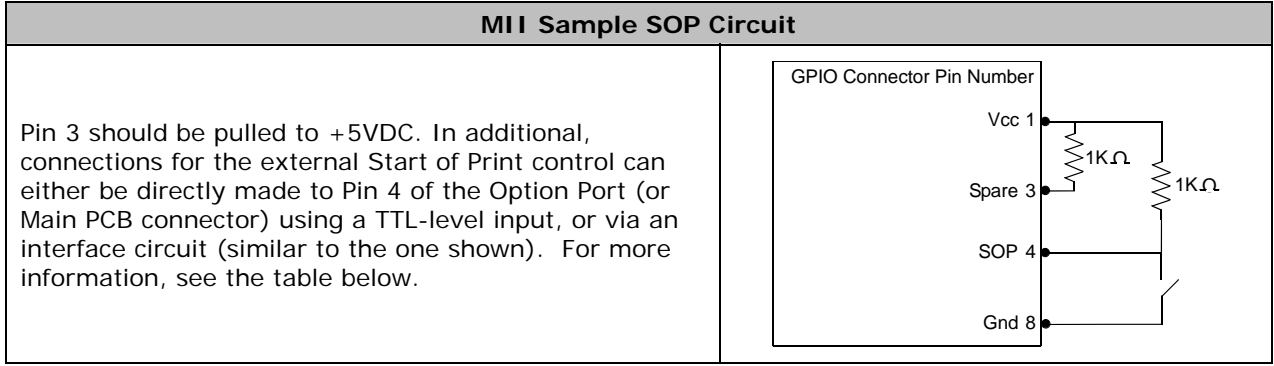 MII Sample SOP Circuit
Pin 3 should be pulled to +5VDC. In additional,
connections for the external Start of Print control can
either be directly made to Pin 4 of the Option Port (or
Main PCB connector) using a TTL-level input, or via an
interface circuit (similar to the one shown).  For more
information, see the table below.
GPIO Connector Pin Number
Vcc 1
1KΩ
Spare 3
1KΩ
SOP 4
Gnd 8